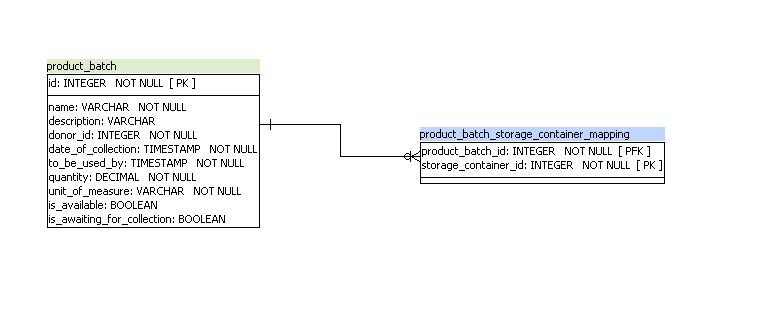 product_batch
id: INTEGER NOT NULL [ PK ]
name: VARCHAR NOT NULL
description: VARCHAR
donor_id: INTEGER NOT NULL
date_of_collection: TIMESTAMP NOT NULL
to_be_used_by: TIMESTAMP NOT NULL
quantity: DECIMAL NOT NULL
unit_of_measure: VARCHAR NOT NULL
is_available: BOOLEAN
is_awaiting_for_collection: BOOLEAN
product_batch_storage_container_mapping
product_batch_id: INTEGER NOT NULL [ PFK ]
storage_container_id: INTEGER NOT NULL [ PK ]